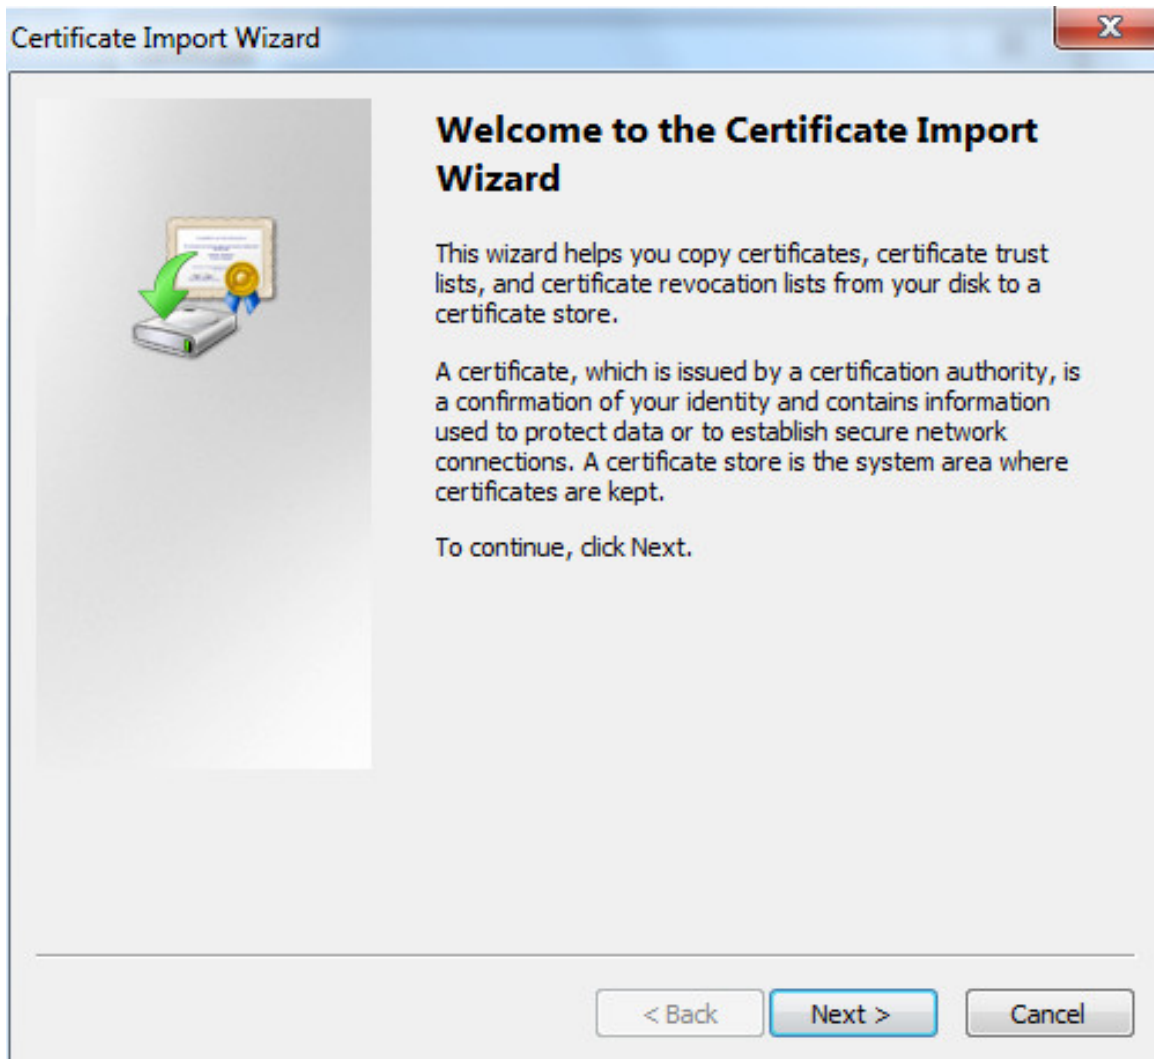 Certificate Import Wizard
X
Welcome to the Certificate Import
Wizard
This wizard helps you copy certificates, certificate trust
lists, and certificate revocation lists from your disk to a
certificate store.
A certificate, which is issued by a certification authority, is
a confirmation of your identity and contains information
used to protect data or to establish secure network
connections. A certificate store is the system area where
certificates are kept.
To continue, click Next.
< Back Next > Cancel